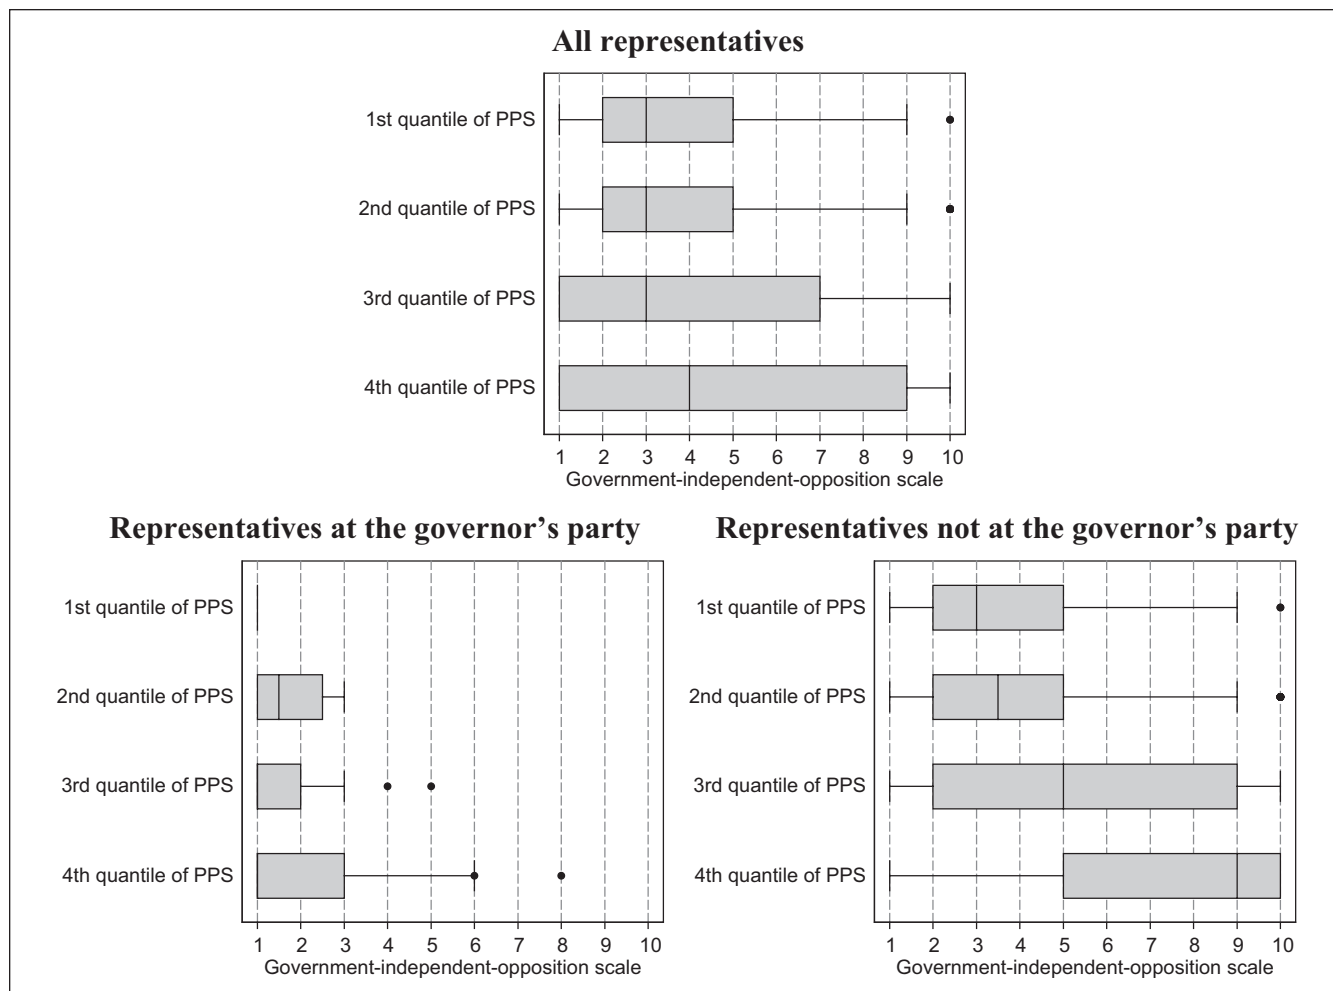 All representatives
1st quantile of PPS
2nd quantile of PPS
3rd quantile of PPS
4th quantile of PPS
1 2 3 4 5 6 7 8 9 10
Government-independent-opposition scale
Representatives at the governor's party
1st quantile of PPS
2nd quantile of PPS
3rd quantile of PPS
4th quantile of PPS
1 2 3 4 5 6 7 8 9 10
Government-independent-opposition scale
Representatives not at the governor's party
1st quantile of PPS
2nd quantile of PPS
3rd quantile of PPS
4th quantile of PPS
1 2 3 4 5 6 7 8 9 10
Government-independent-opposition scale